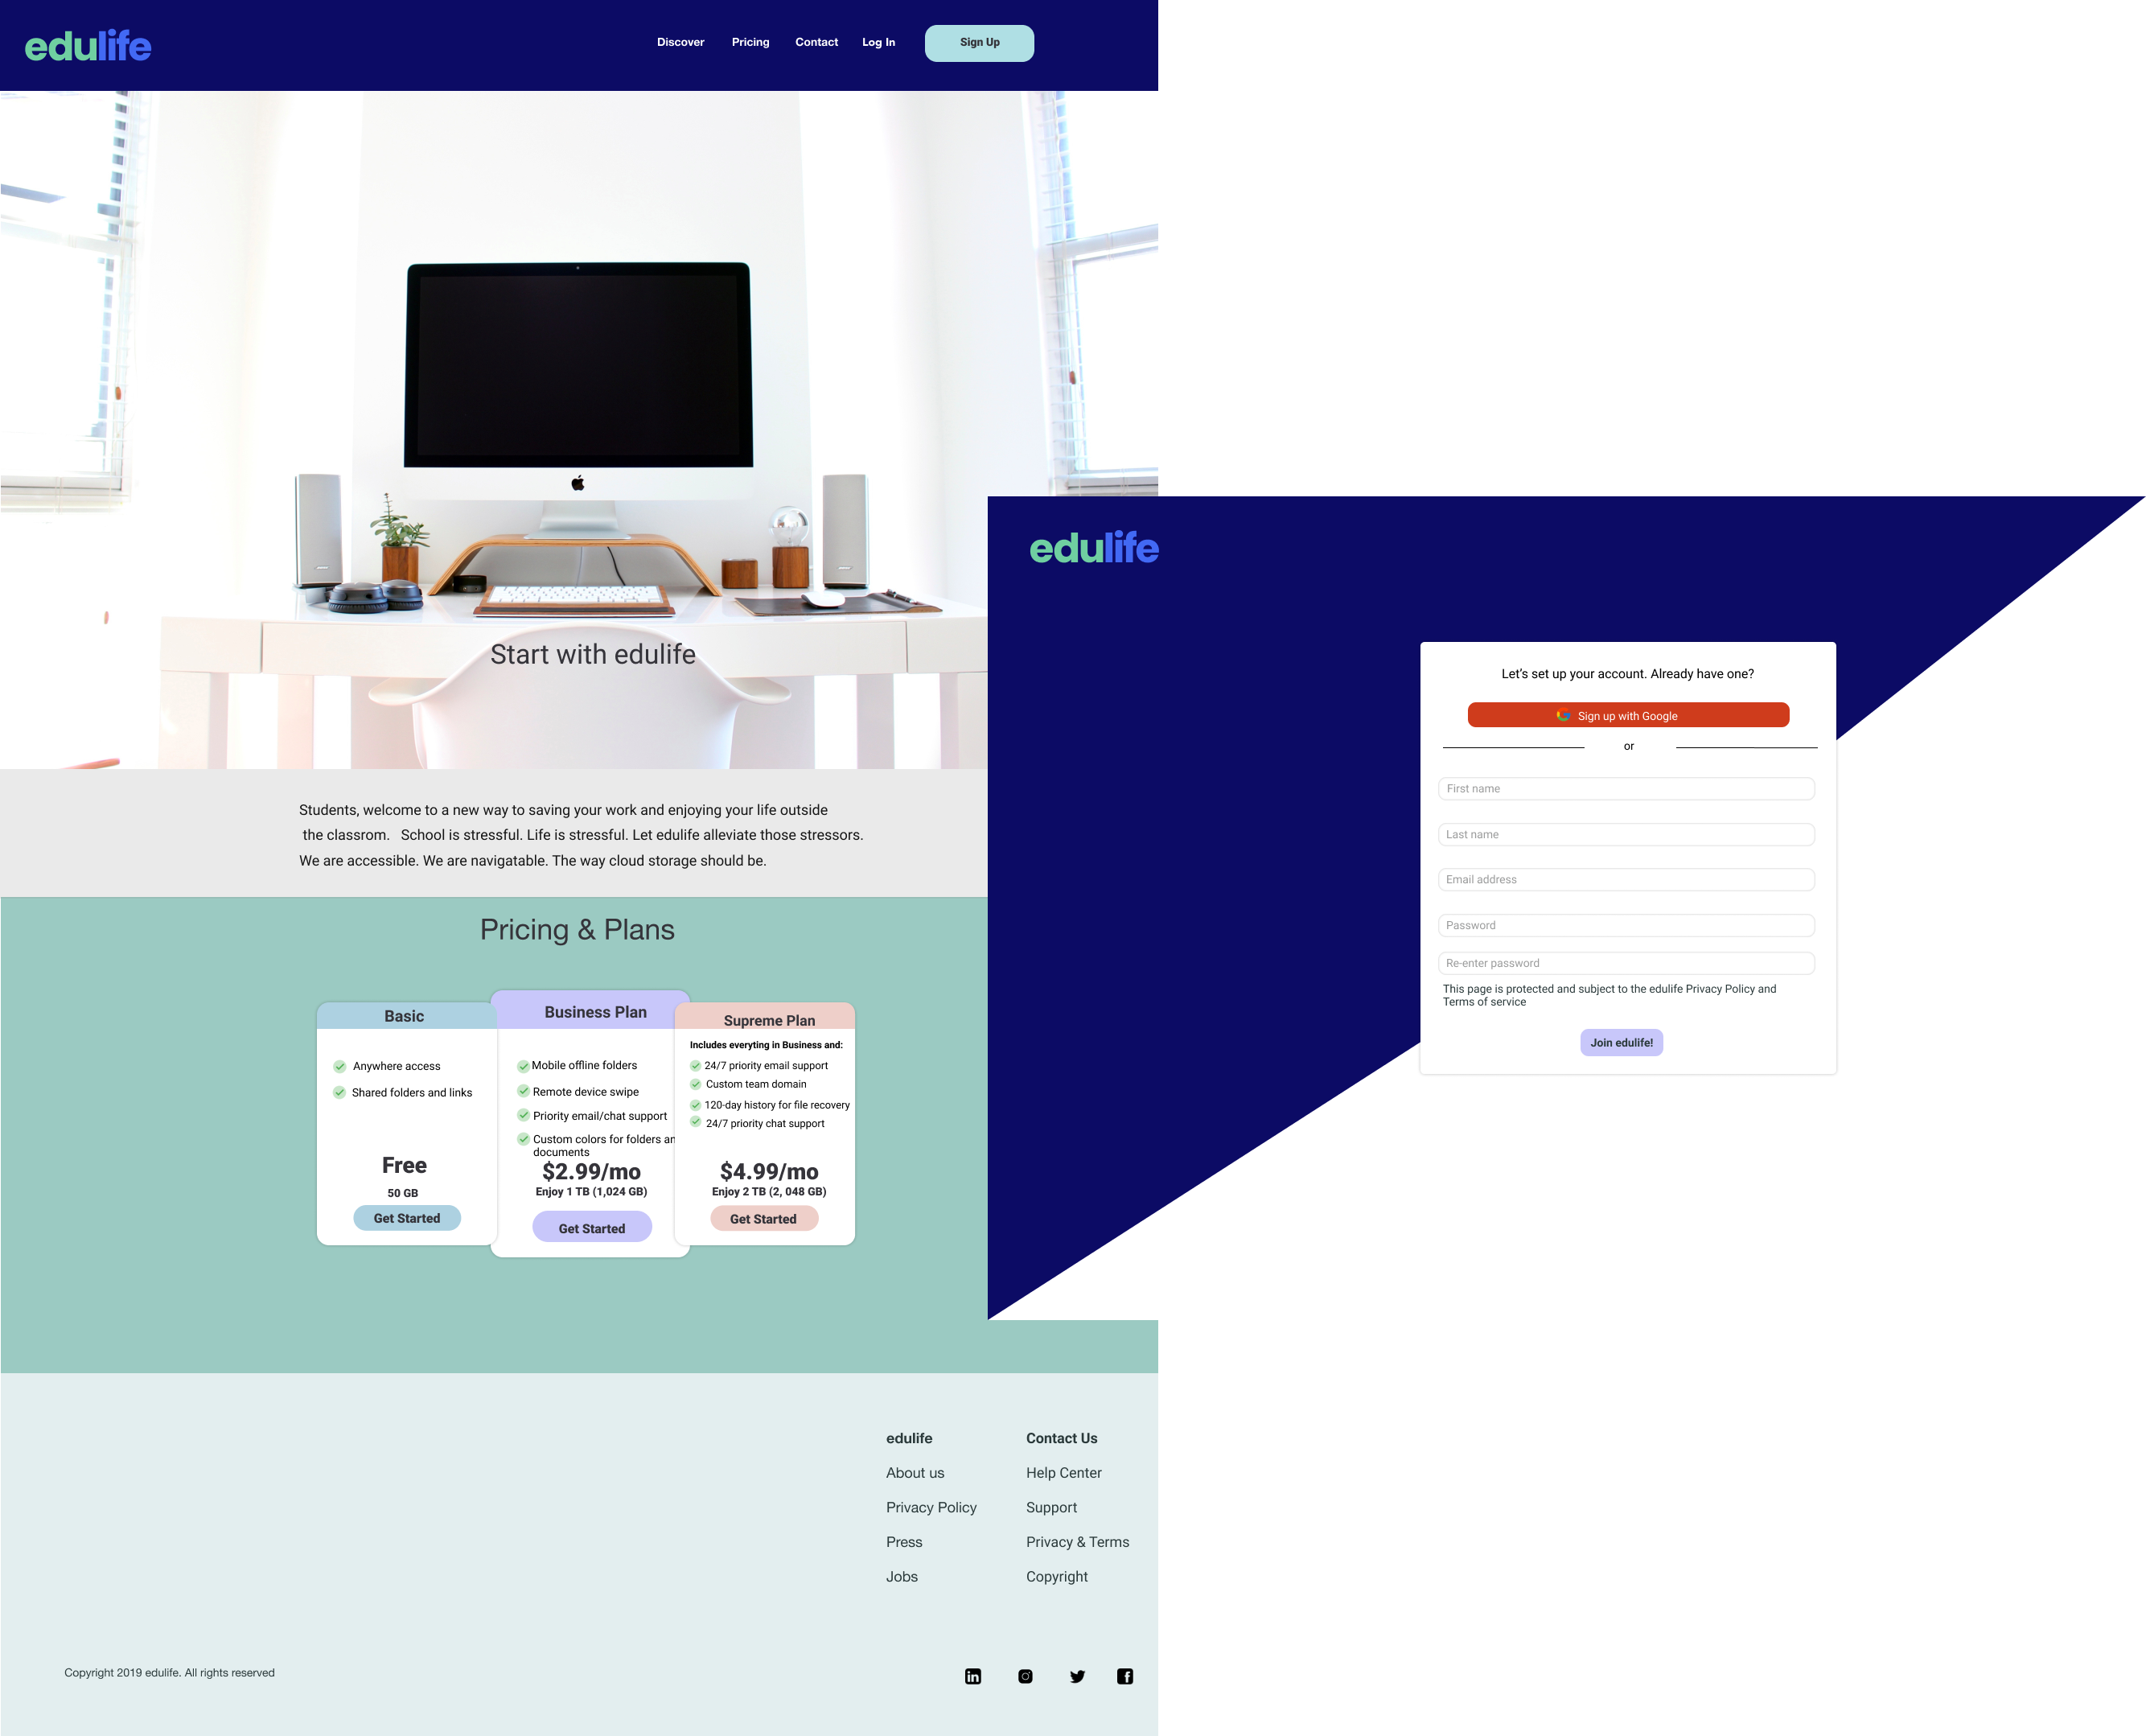 edulife
Discover Pricing Contact Log In Sign Up
Start with edulife
Students, welcome to a new way to saving your work and enjoying your life outside
the classrom. School is stressful. Life is stressful. Let edulife alleviate those stressors.
We are accessible. We are navigatable. The way cloud storage should be.
Pricing & Plans
Basic
Anywhere access
Shared folders and links
Free
50 GB
Get Started
Business Plan
Mobile offline folders
Remote device swipe
Priority email/chat support
Custom colors for folders an
documents
$2.99/mo
Enjoy 1 TB (1,024 GB)
Get Started
Supreme Plan
Includes everyting in Business and:
24/7 priority email support
Custom team domain
120-day history for file recovery
24/7 priority chat support
$4.99/mo
Enjoy 2 TB (2, 048 GB)
Get Started
edulife
About us
Privacy Policy
Press
Jobs
Contact Us
Help Center
Support
Privacy & Terms
Copyright
Copyright 2019 edulife. All rights reserved
in
f
edulife
Let's set up your account. Already have one?
Sign up with Google
or
First name
Last name
Email address
Password
Re-enter password
This page is protected and subject to the edulife Privacy Policy and
Terms of service
Join edulife!